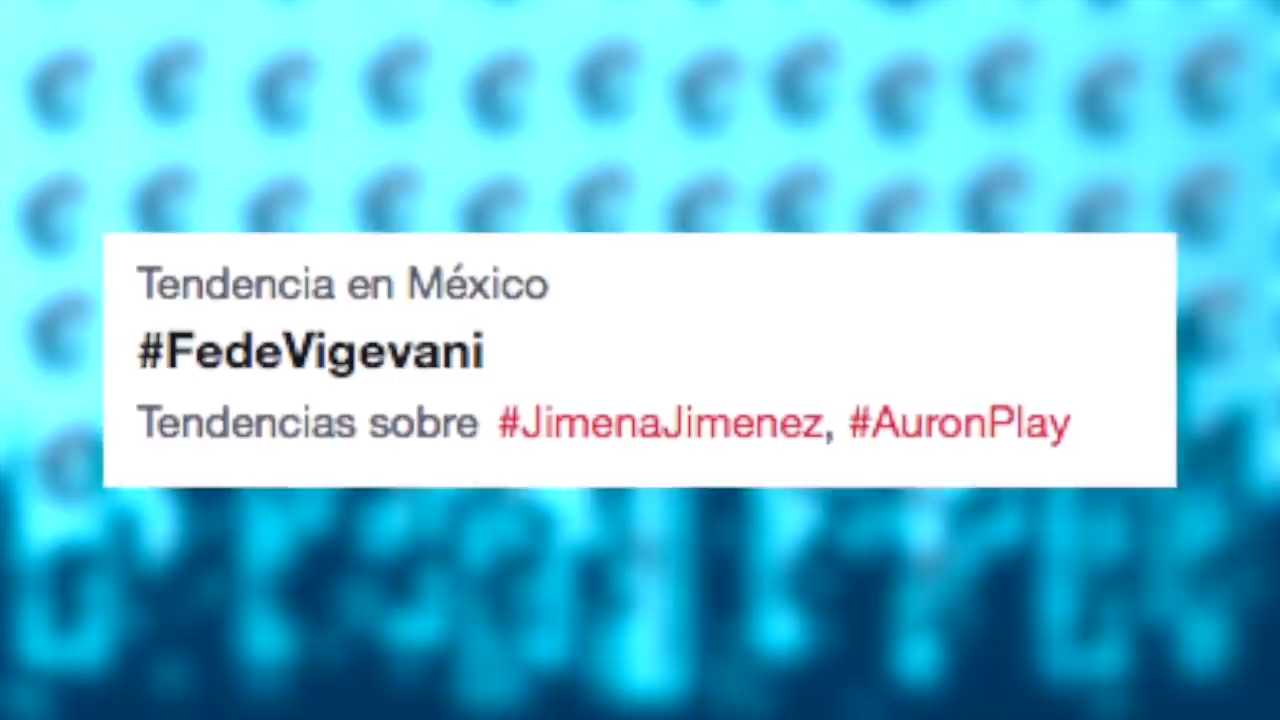 Tendencia en México
#FedeVigevani
Tendencias sobre #JimenaJimenez, #AuronPlay